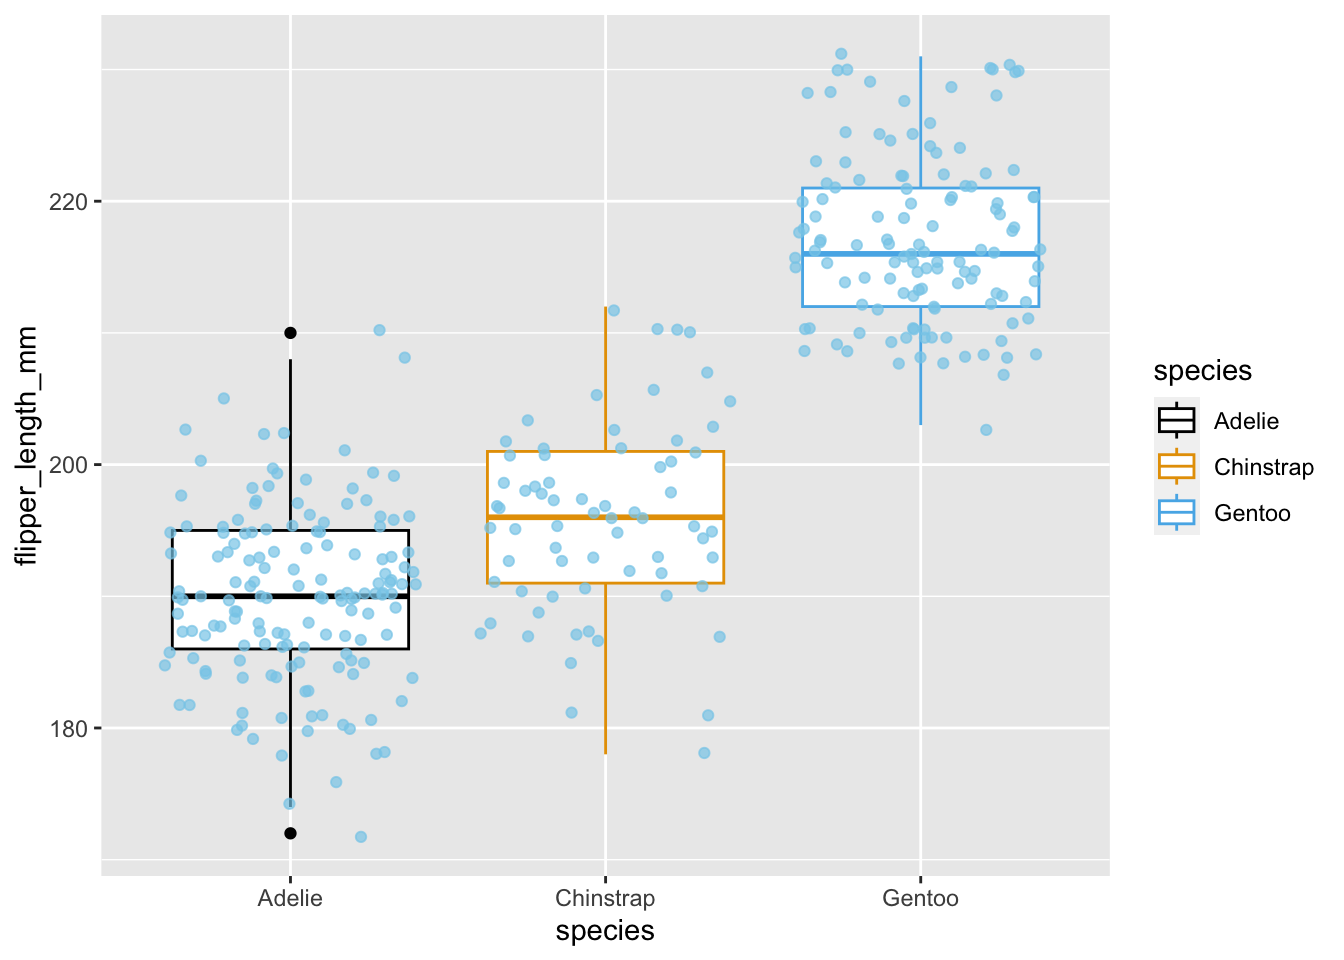 flipper_length_mm
220
200
180
Adelie
Chinstrap
Gentoo
species
species
Adelie
Chinstrap
Gentoo